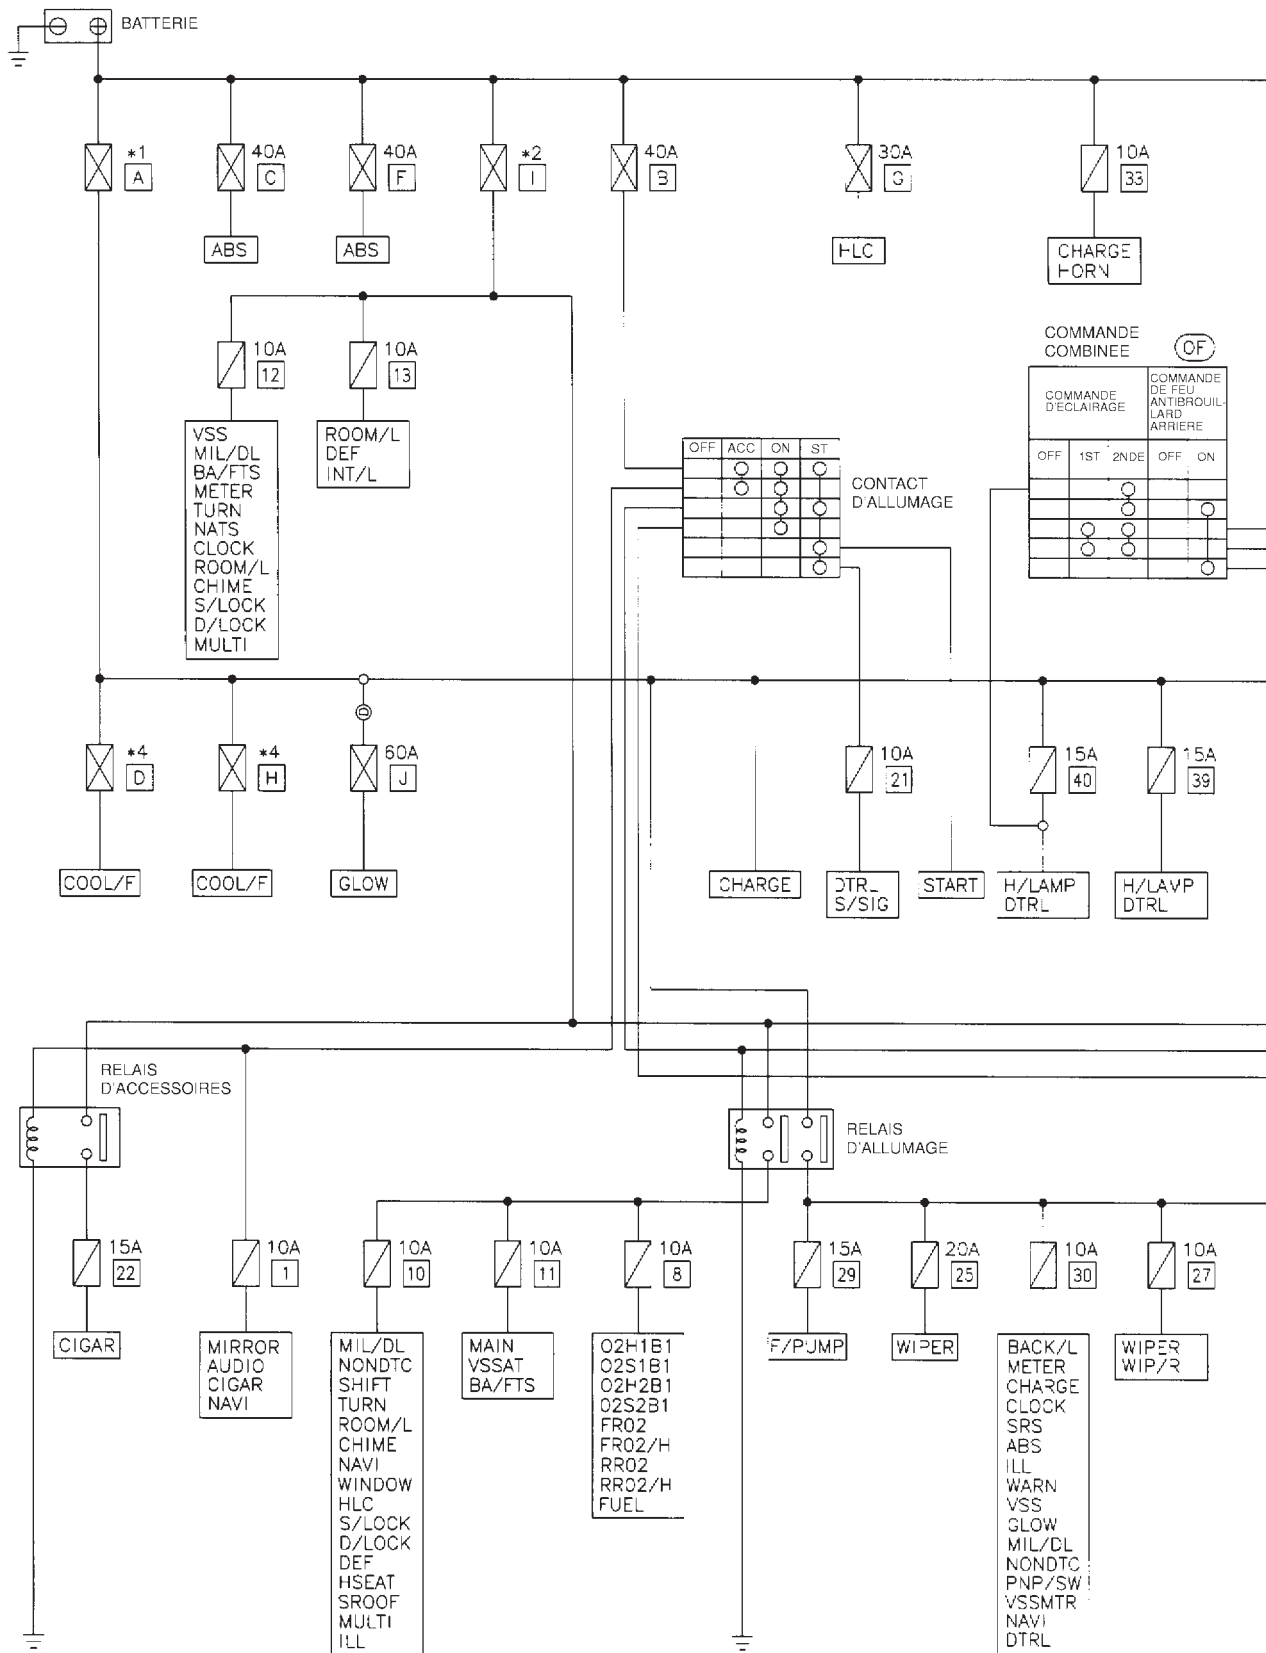 BATTERIE
*1
A
40A
C
40A
F
*2
I
40A
B
30A
G
10A
33
ABS
ABS
HLC
CHARGE
HORN
10A
12
10A
13
VSS
MIL/DL
BA/FTS
METER
TURN
NATS
CLOCK
ROOM/L
CHIME
S/LOCK
D/LOCK
MULTI
ROOM/L
DEF
INT/L
OFF ACC ON ST
CONTACT
D'ALLUMAGE
COMMANDE
COMBINEE
OF
COMMANDE
D'ECLAIRAGE
COMMANDE
DE FEU
ANTIBROUIL-
LARD
ARRIERE
OFF 1ST 2NDE OFF ON
*4
D
*4
H
D
60A
J
10A
21
15A
40
15A
39
COOL/F
COOL/F
GLOW
CHARGE
DTRL
S/SIG
START
H/LAMP
DTRL
H/LAMP
DTRL
RELAIS
D'ACCESSOIRES
RELAIS
D'ALLUMAGE
15A
22
10A
1
10A
10
10A
11
10A
8
15A
29
20A
25
10A
30
10A
27
CIGAR
MIRROR
AUDIO
CIGAR
NAVI
MIL/DL
NONDTC
SHIFT
TURN
ROOM/L
CHIME
NAVI
WINDOW
HLC
S/LOCK
D/LOCK
DEF
HSEAT
SROOF
MULTI
ILL
MAIN
VSSAT
BA/FTS
O2H1B1
O2S1B1
O2H2B1
O2S2B1
FRO2
FRO2/H
RRO2
RRO2/H
FUEL
F/PUMP
WIPER
BACK/L
METER
CHARGE
CLOCK
SRS
ABS
ILL
WARN
VSS
GLOW
MIL/DL
NONDTC
PNP/SW
VSSMTR
NAVI
DTRL
WIPER
WIP/R